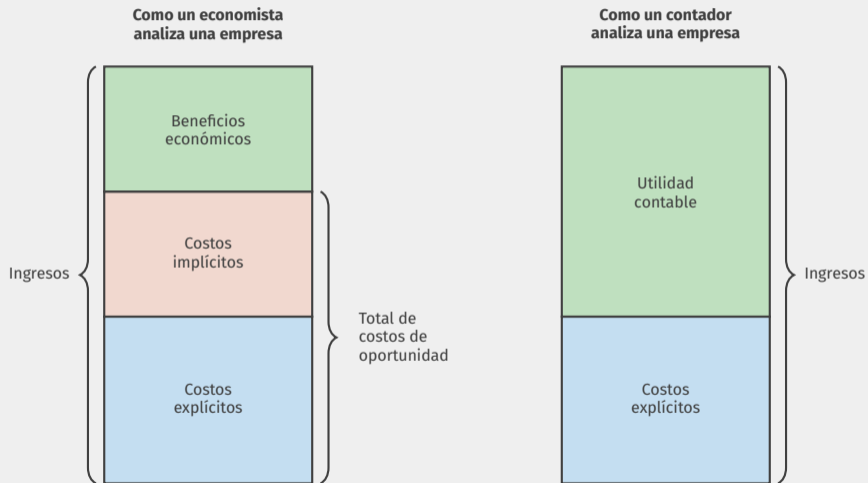 Como un economista
analiza una empresa
Beneficios
económicos
Costos
implícitos
Costos
explícitos
Ingresos
Total de
costos de
oportunidad
Como un contador
analiza una empresa
Utilidad
contable
Costos
explícitos
Ingresos